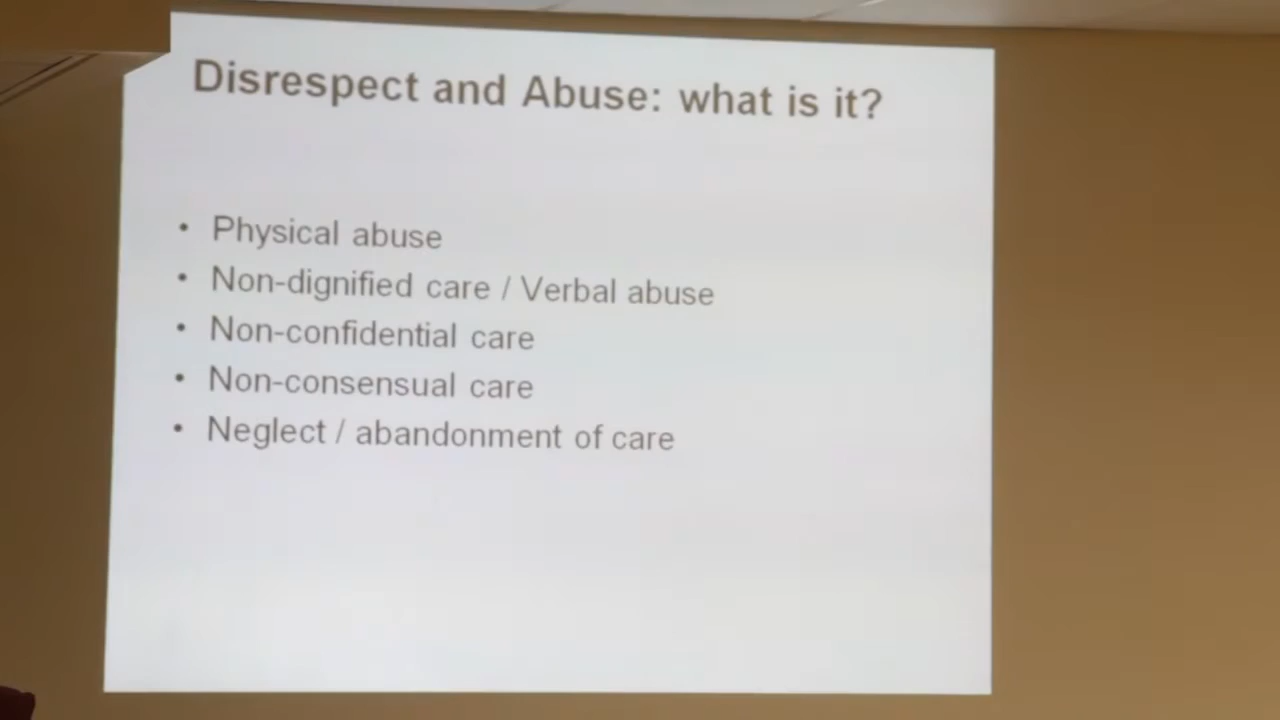 Disrespect and Abuse: what is it?
• Physical abuse
• Non-dignified care / Verbal abuse
• Non-confidential care
• Non-consensual care
• Neglect / abandonment of care